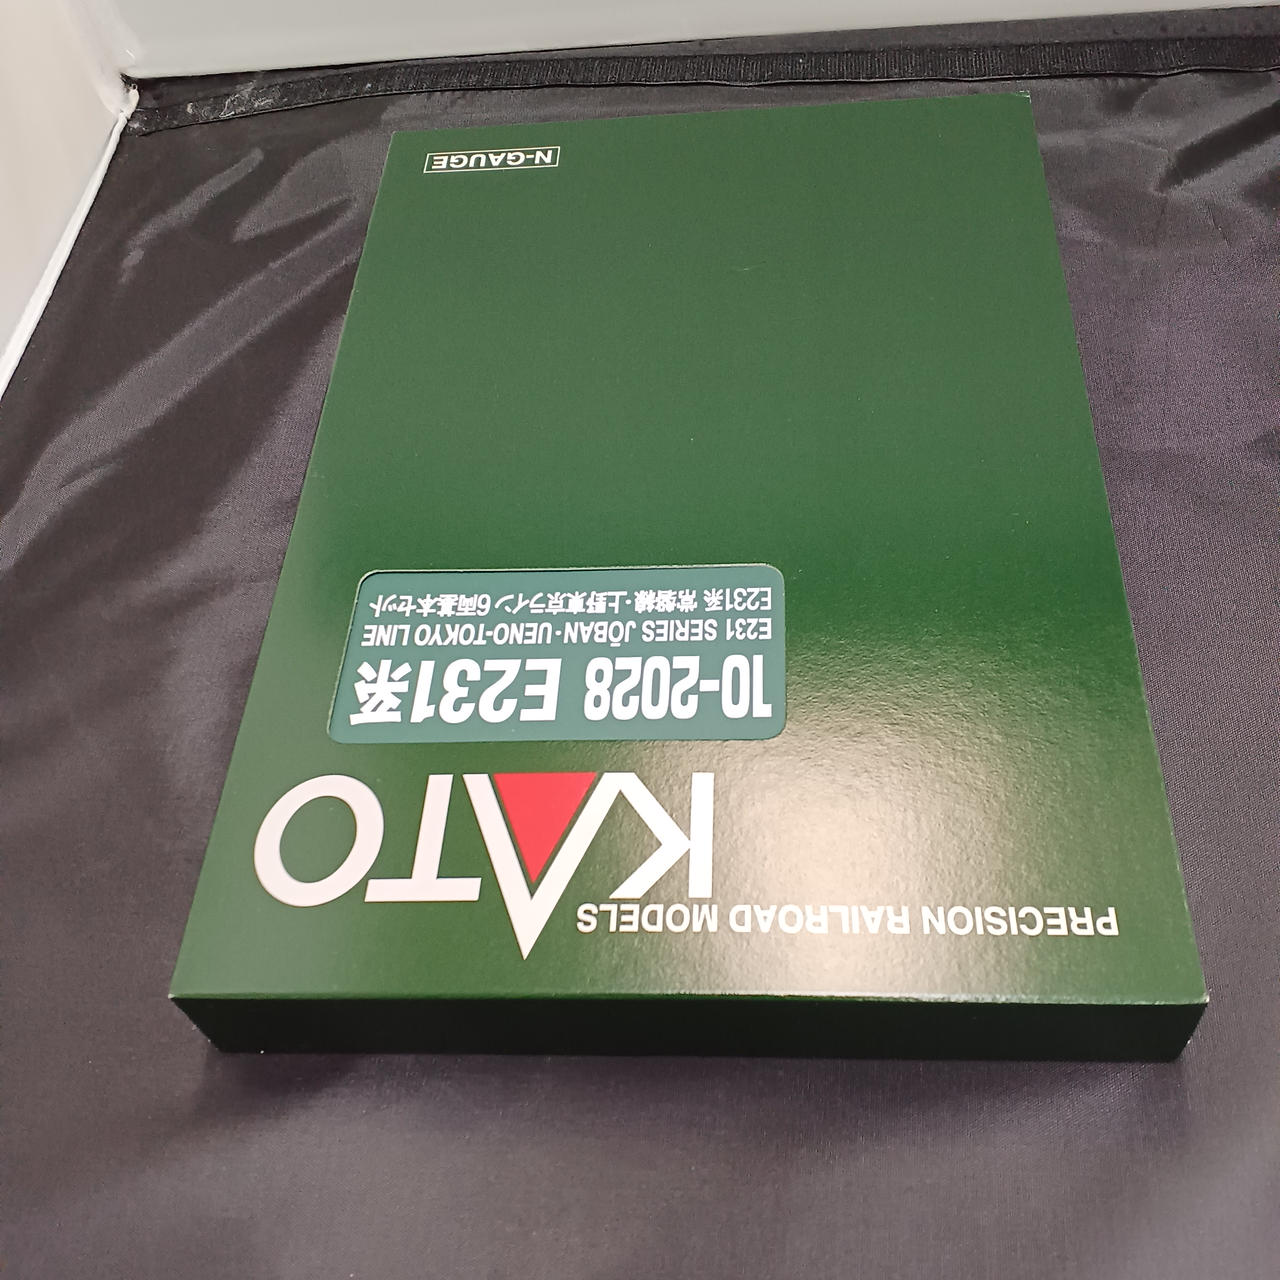 PRECISION RAILROAD MODELS
KATO
10-2028 E231系
E231 SERIES JŌBAN・UENO-TOKYO LINE
E231系 常磐線・上野東京ライン 6両基本セット
N-GAUGE